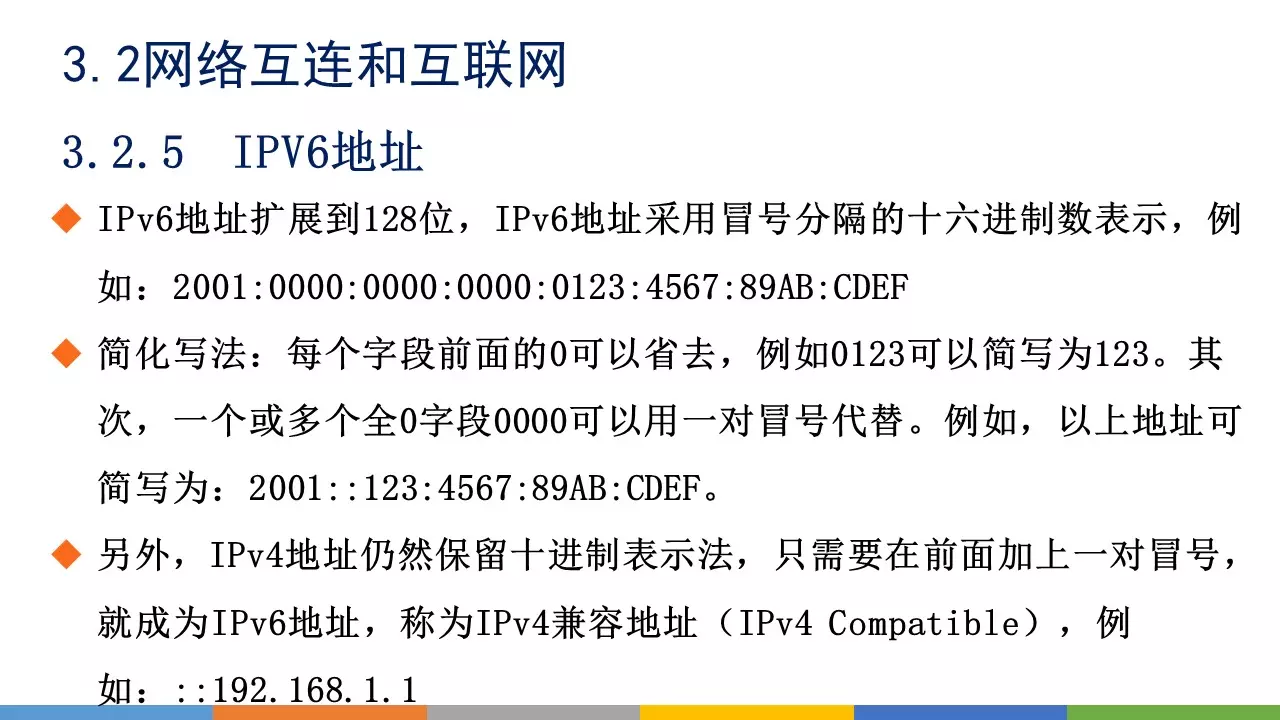 3.2网络互连和互联网
3.2.5 IPV6地址
IPv6地址扩展到128位，IPv6地址采用冒号分隔的十六进制数表示，例
如：2001:0000:0000:0000:0123:4567:89AB:CDEF
简化写法：每个字段前面的0可以省去，例如0123可以简写为123。其
次，一个或多个全0字段0000可以用一对冒号代替。例如，以上地址可
简写为：2001::123:4567:89AB:CDEF。
另外，IPv4地址仍然保留十进制表示法，只需要在前面加上一对冒号，
就成为IPv6地址，称为IPv4兼容地址（IPv4 Compatible），例
如：::192.168.1.1